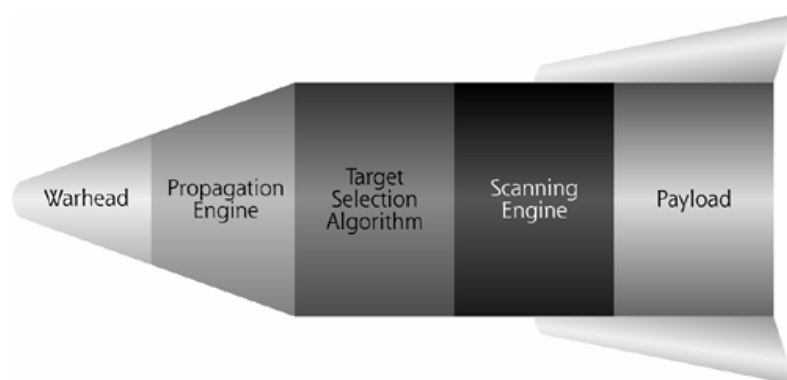 Warhead
Propagation
Engine
Target
Selection
Algorithm
Scanning
Engine
Payload